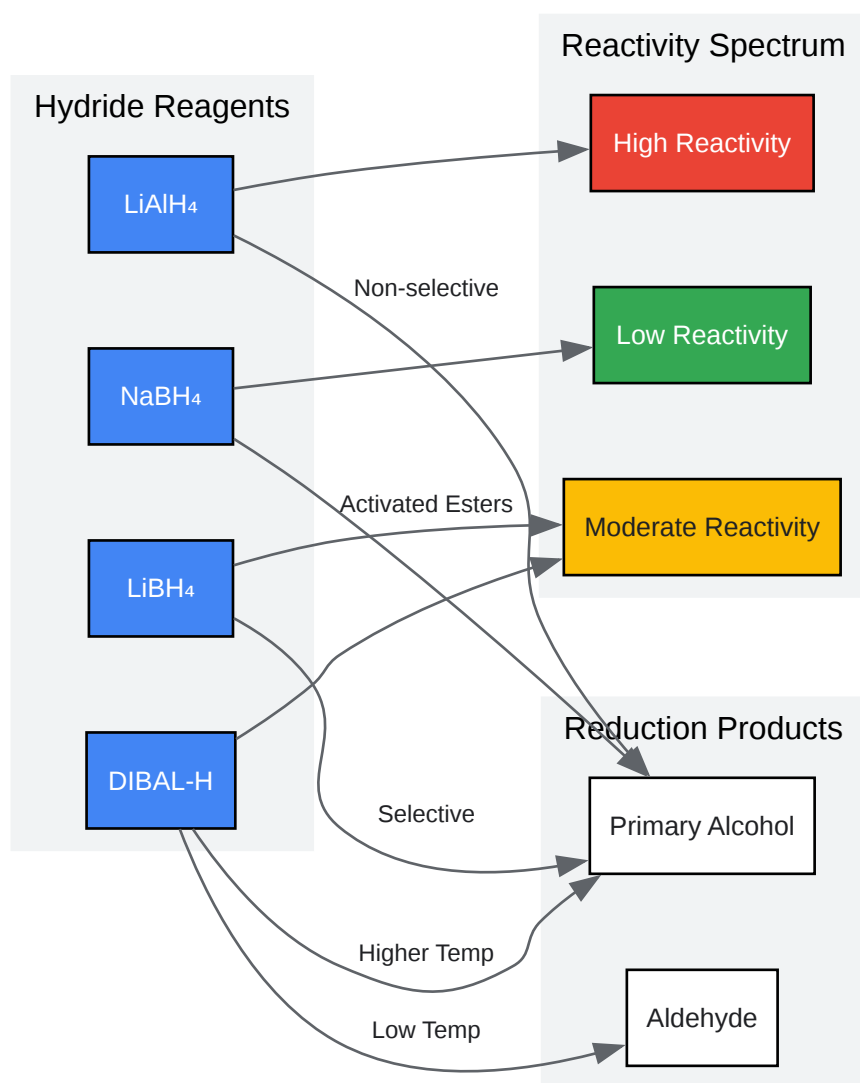 Reactivity Spectrum
Hydride Reagents
High Reactivity
LiAlH₄
Non-selective
Low Reactivity
NaBH₄
Activated Esters
Moderate Reactivity
LiBH₄
Reduction Products
DIBAL-H
Selective
Primary Alcohol
Higher Temp
Low Temp
Aldehyde